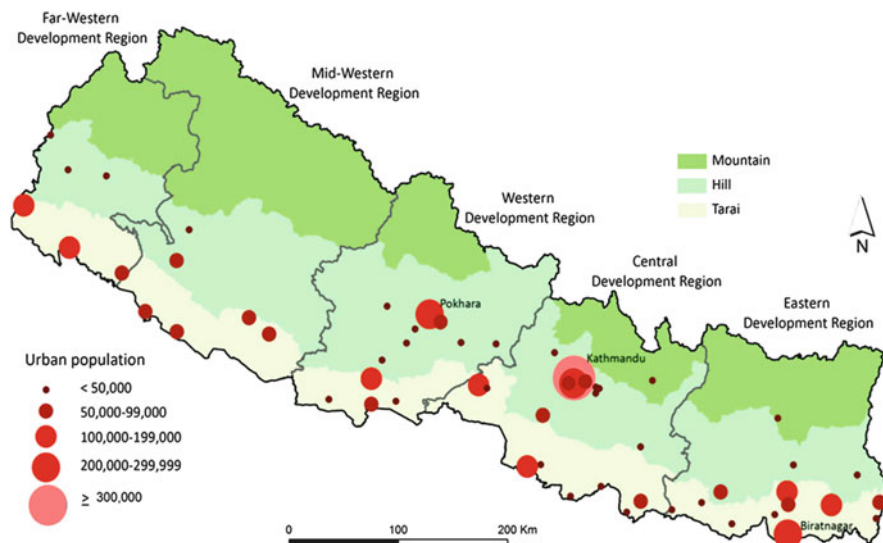 Far-Western
Development Region
Mid-Western
Development Region
Western
Development Region
Central
Development Region
Eastern
Development Region
Mountain
Hill
Tarai
N
Pokhara
Kathmandu
Biratnagar
Urban population
< 50,000
50,000-99,000
100,000-199,000
200,000-299,999
≥ 300,000
0 100 200 Km